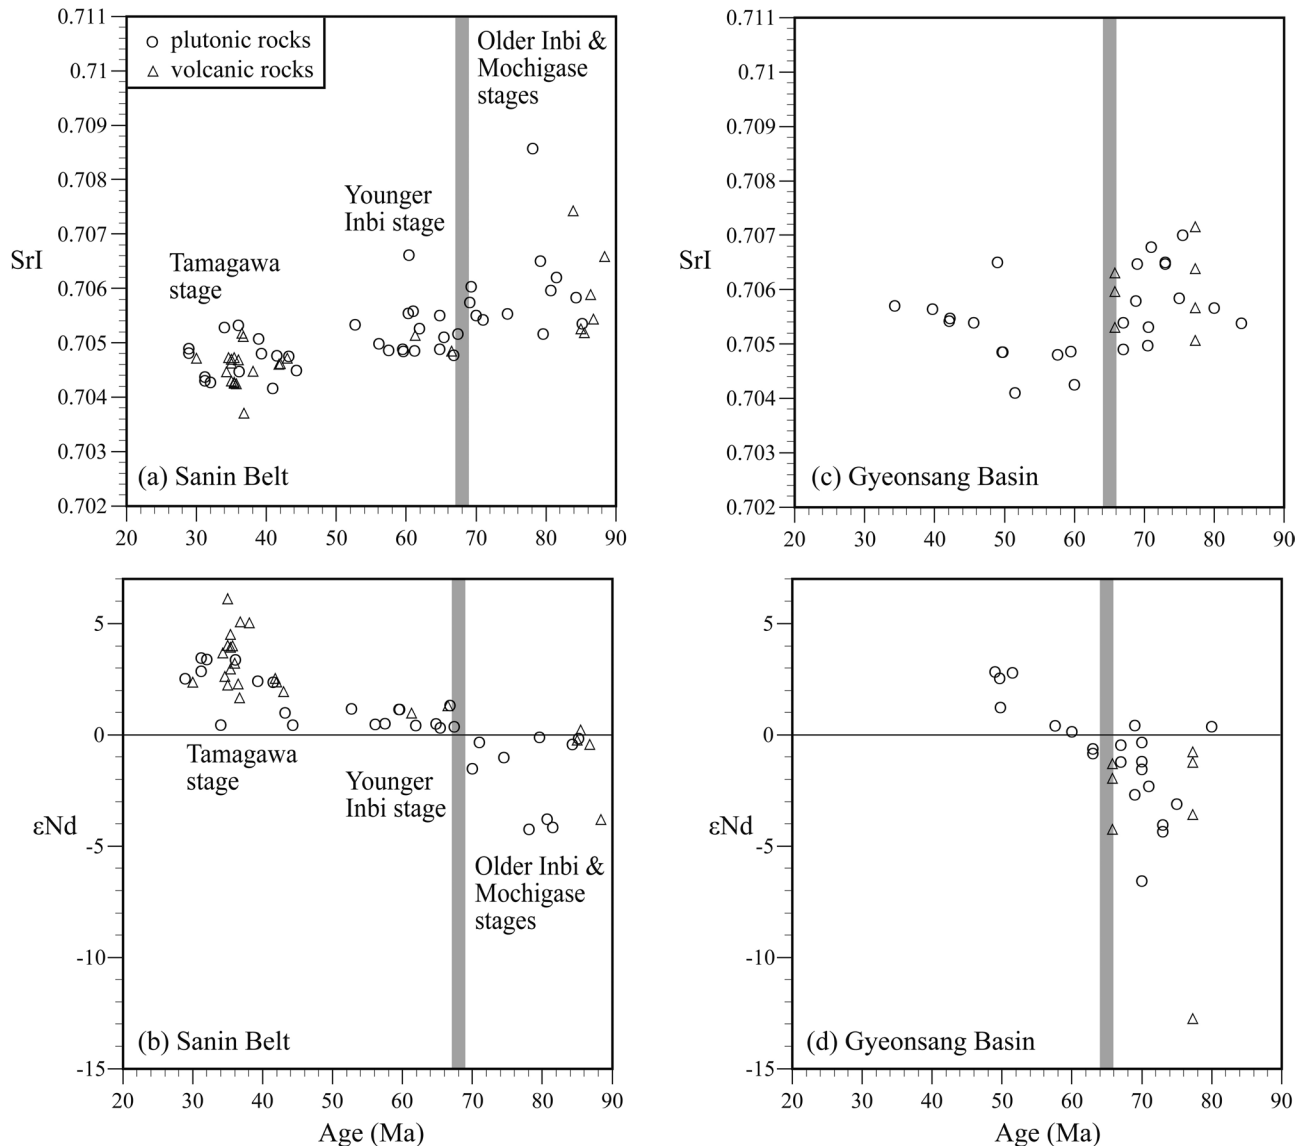 0.711
0.71
0.709
0.708
0.707
0.706
0.705
0.704
0.703
0.702
SrI
plutonic rocks
volcanic rocks
Older Inbi &
Mochigase
stages
Younger
Inbi stage
Tamagawa
stage
(a) Sanin Belt
20 30 40 50 60 70 80 90
0.711
0.71
0.709
0.708
0.707
0.706
0.705
0.704
0.703
0.702
SrI
(c) Gyeonsang Basin
20 30 40 50 60 70 80 90
5
0
-5
-10
-15
εNd
Tamagawa
stage
Younger
Inbi stage
Older Inbi &
Mochigase
stages
(b) Sanin Belt
20 30 40 50 60 70 80 90
Age (Ma)
5
0
-5
-10
-15
εNd
(d) Gyeonsang Basin
20 30 40 50 60 70 80 90
Age (Ma)